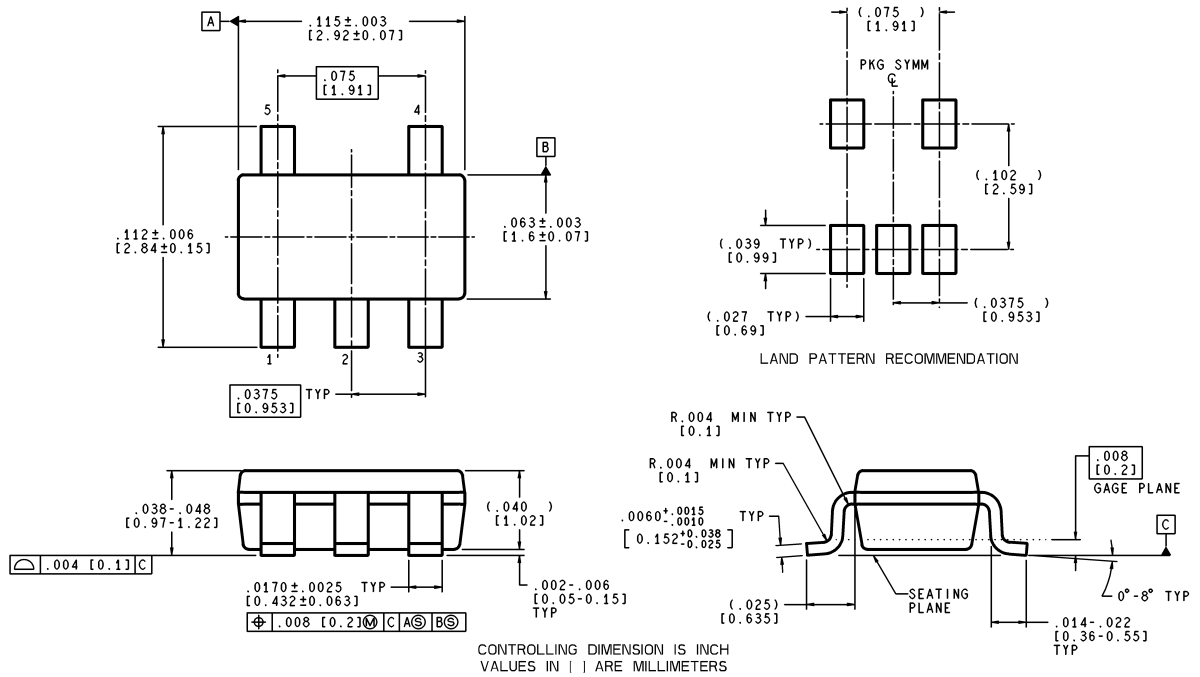 A
.115±.003
[2.92±0.07]
.075
[1.91]
5
4
B
.112±.006
[2.84±0.15]
.063±.003
[1.6±0.07]
1
2
3
.0375 TYP
[0.953]
(.075 )
[1.91]
PKG SYMM
℄
(.102 )
[2.59]
(.039 TYP)
[0.99]
(.027 TYP)
[0.69]
(.0375 )
[0.953]
LAND PATTERN RECOMMENDATION
.038-.048
[0.97-1.22]
(.040 )
[1.02]
⌓ .004 [0.1] C
.0170±.0025 TYP
[0.432±0.063]
⌖ .008 [0.2]Ⓜ C AⓈ BⓈ
.002-.006
[0.05-0.15]
TYP
R.004 MIN TYP
[0.1]
R.004 MIN TYP
[0.1]
.0060+.0015-.0010 TYP
[0.152+0.038-0.025]
.008
[0.2]
GAGE PLANE
C
SEATING
PLANE
0°-8° TYP
(.025)
[0.635]
.014-.022
[0.36-0.55]
TYP
CONTROLLING DIMENSION IS INCH
VALUES IN [ ] ARE MILLIMETERS